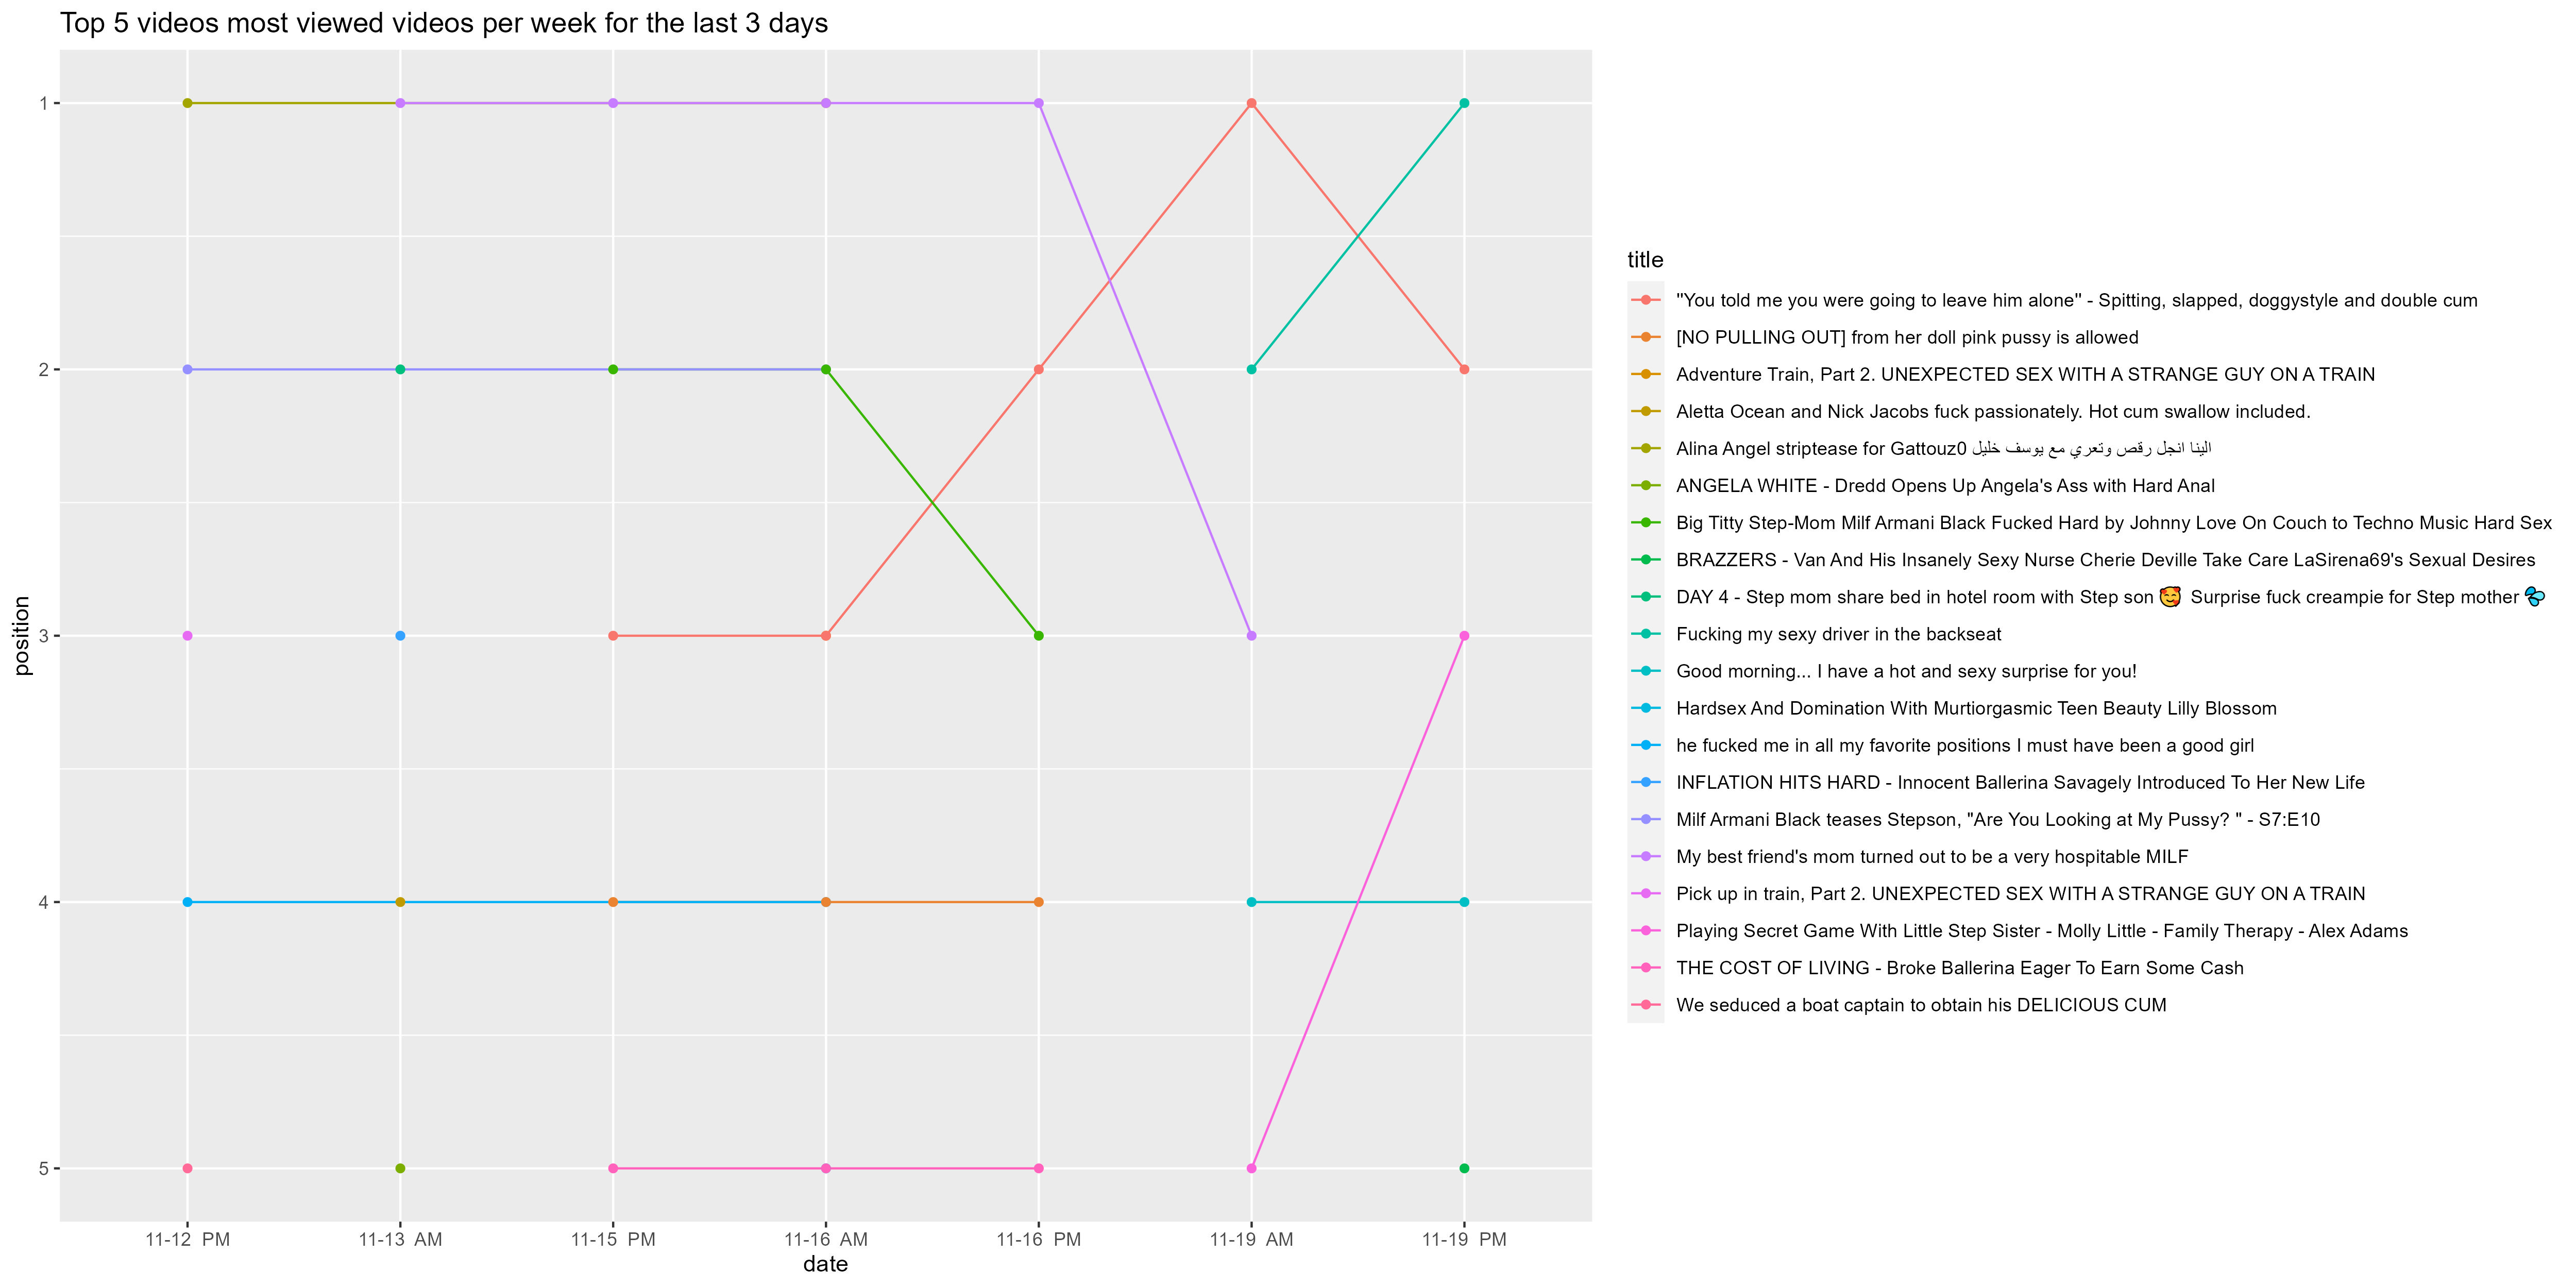 Top 5 videos most viewed videos per week for the last 3 days
position
1
2
3
4
5
11-12 PM
11-13 AM
11-15 PM
11-16 AM
11-16 PM
11-19 AM
11-19 PM
date
title
"You told me you were going to leave him alone" - Spitting, slapped, doggystyle and double cum
[NO PULLING OUT] from her doll pink pussy is allowed
Adventure Train, Part 2. UNEXPECTED SEX WITH A STRANGE GUY ON A TRAIN
Aletta Ocean and Nick Jacobs fuck passionately. Hot cum swallow included.
Alina Angel striptease for Gattouz0 الينا انجل رقص وتعري مع يوسف خليل
ANGELA WHITE - Dredd Opens Up Angela's Ass with Hard Anal
Big Titty Step-Mom Milf Armani Black Fucked Hard by Johnny Love On Couch to Techno Music Hard Sex
BRAZZERS - Van And His Insanely Sexy Nurse Cherie Deville Take Care LaSirena69's Sexual Desires
DAY 4 - Step mom share bed in hotel room with Step son 🥰 Surprise fuck creampie for Step mother 💦
Fucking my sexy driver in the backseat
Good morning... I have a hot and sexy surprise for you!
Hardsex And Domination With Murtiorgasmic Teen Beauty Lilly Blossom
he fucked me in all my favorite positions I must have been a good girl
INFLATION HITS HARD - Innocent Ballerina Savagely Introduced To Her New Life
Milf Armani Black teases Stepson, "Are You Looking at My Pussy? " - S7:E10
My best friend's mom turned out to be a very hospitable MILF
Pick up in train, Part 2. UNEXPECTED SEX WITH A STRANGE GUY ON A TRAIN
Playing Secret Game With Little Step Sister - Molly Little - Family Therapy - Alex Adams
THE COST OF LIVING - Broke Ballerina Eager To Earn Some Cash
We seduced a boat captain to obtain his DELICIOUS CUM